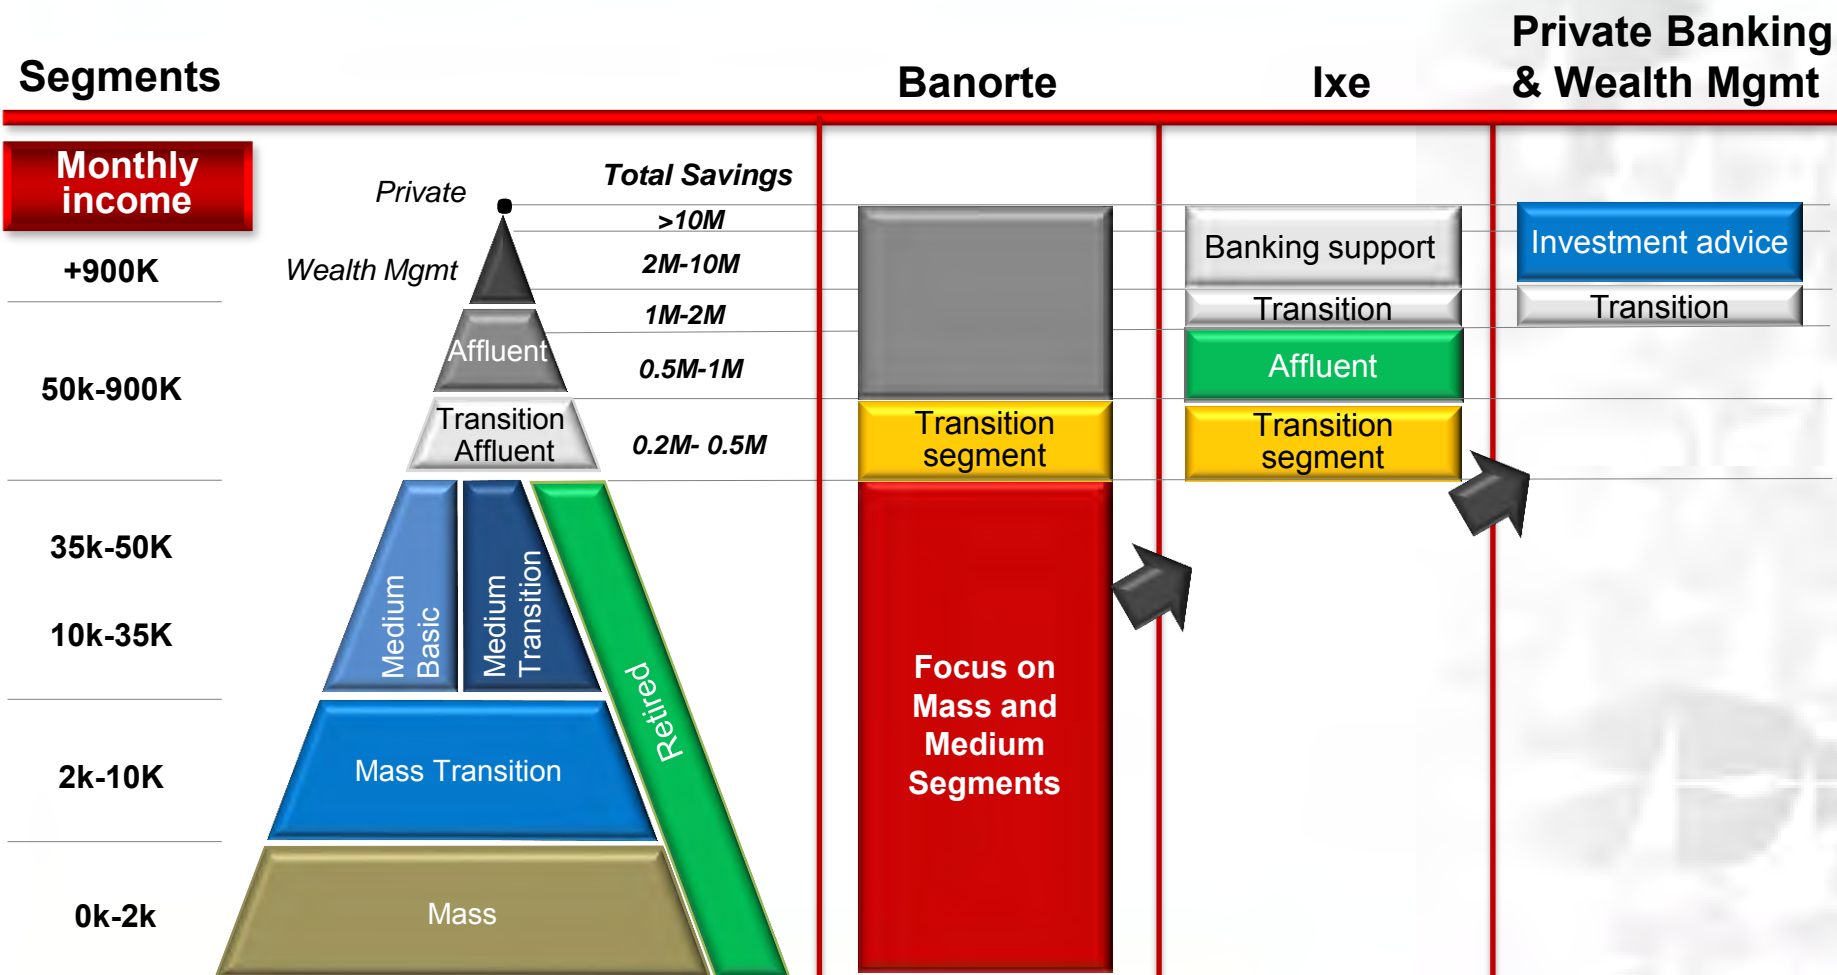 Segments
Banorte
Ixe
Private Banking
& Wealth Mgmt
Monthly
income
+900K
50k-900K
35k-50K
10k-35K
2k-10K
0k-2k
Private
Wealth Mgmt
Affluent
Transition
Affluent
Medium
Basic
Medium
Transition
Retired
Mass Transition
Mass
Total Savings
>10M
2M-10M
1M-2M
0.5M-1M
0.2M- 0.5M
Transition
segment
Focus on
Mass and
Medium
Segments
Banking support
Transition
Affluent
Transition
segment
Investment advice
Transition